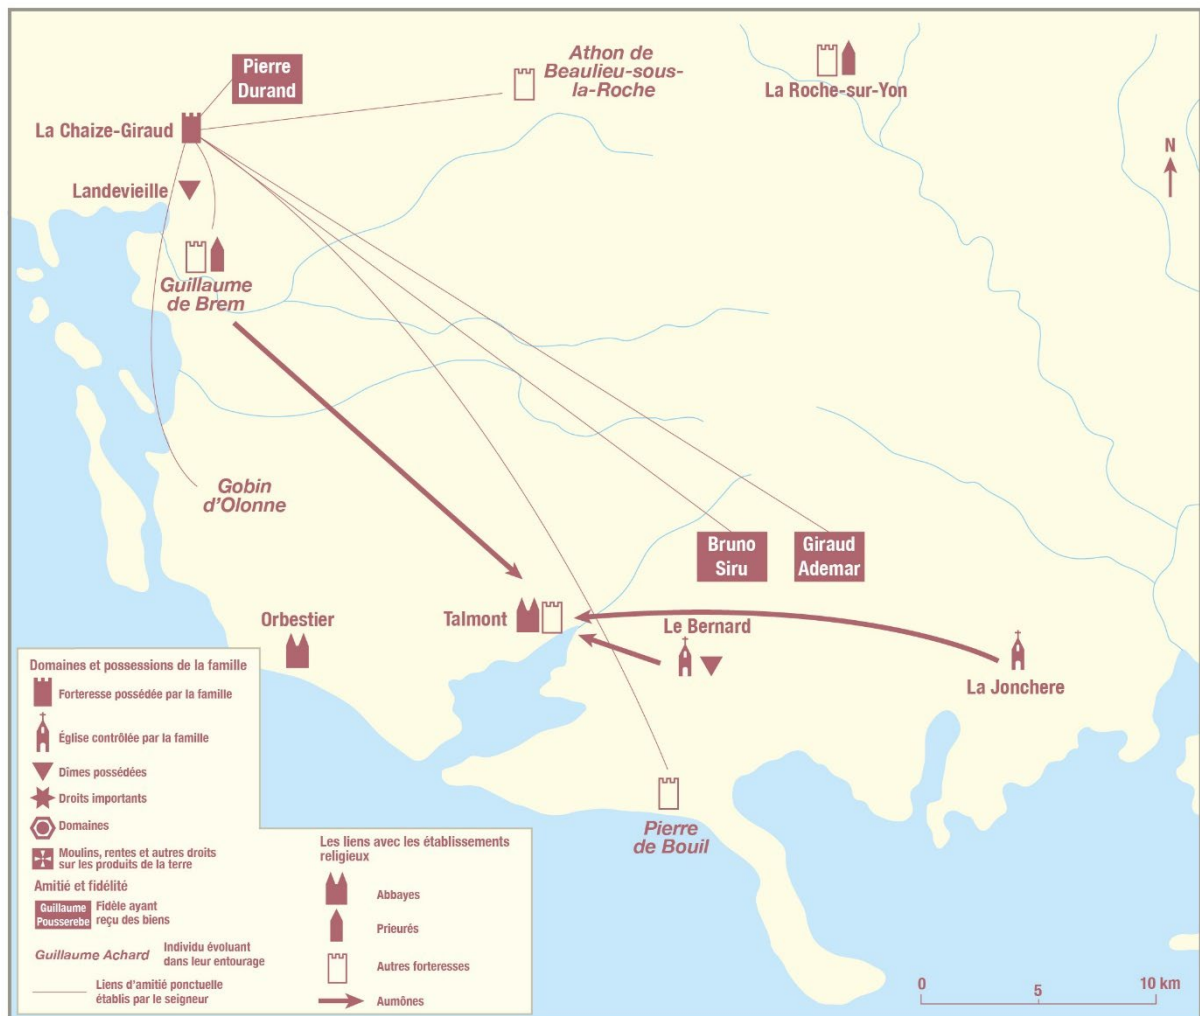 Pierre
Durand
Athon de
Beaulieu-sous-
la-Roche
La Roche-sur-Yon
La Chaize-Giraud
N
Landevieille
Guillaume
de Brem
Gobin
d'Olonne
Bruno
Siru
Giraud
Ademar
Orbestier
Talmont
Le Bernard
La Jonchere
Pierre
de Bouil
Domaines et possessions de la famille
Forteresse possédée par la famille
Église contrôlée par la famille
Dîmes possédées
Droits importants
Domaines
Moulins, rentes et autres droits
sur les produits de la terre
Amitié et fidélité
Guillaume
Pousserebe
Fidèle ayant
reçu des biens
Guillaume Achard
Individu évoluant
dans leur entourage
Liens d'amitié ponctuelle
établis par le seigneur
Les liens avec les établisements
religieux
Abbayes
Prieurés
Autres forteresses
Aumônes
0
5
10 km